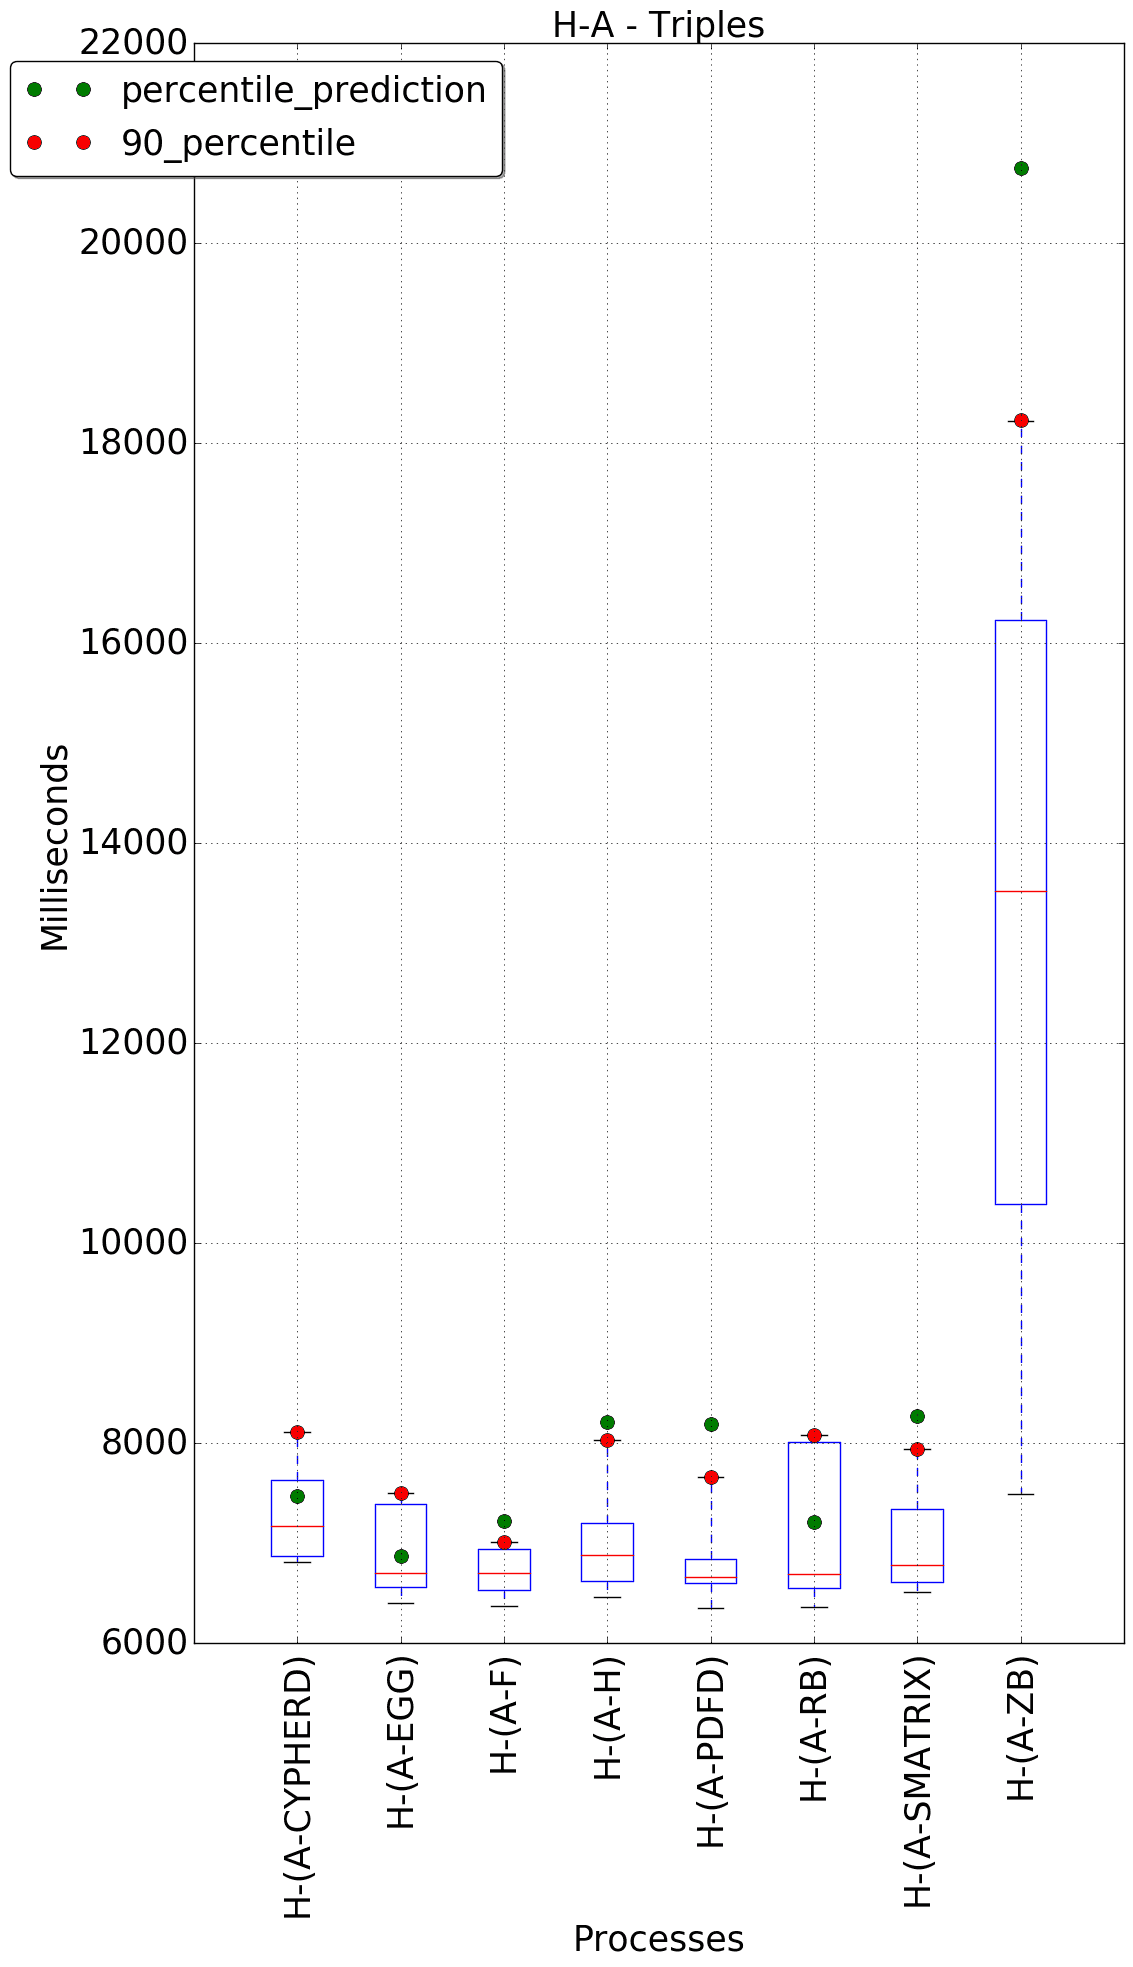 H-A - Triples
percentile_prediction
90_percentile
22000
20000
18000
16000
14000
12000
10000
8000
6000
Milliseconds
H-(A-CYPHERD)
H-(A-EGG)
H-(A-F)
H-(A-H)
H-(A-PDFD)
H-(A-RB)
H-(A-SMATRIX)
H-(A-ZB)
Processes